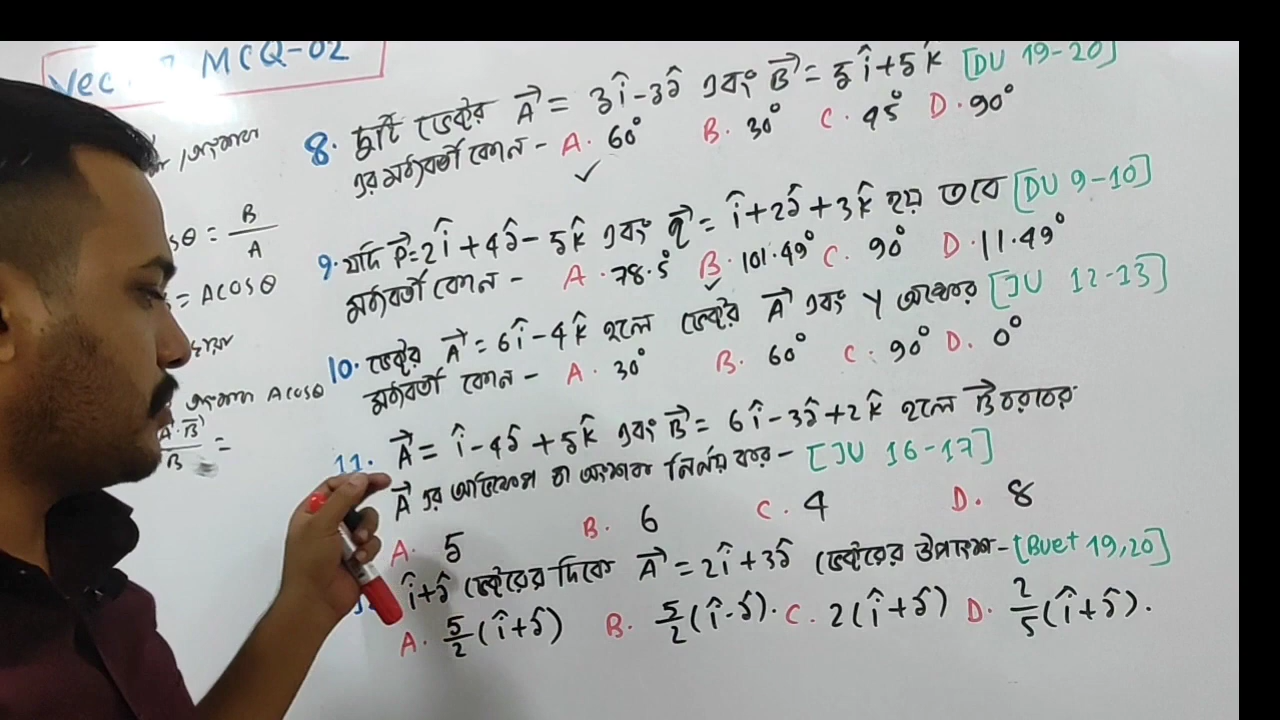 Vec MCQ-02
8. দুটি ভেক্টর A⃗ = 3î-3ĵ এবং B⃗ = 5î+5k̂ [DU 19-20]
এর মধ্যবর্তী কোন - A. 60° B. 30° C. 45° D. 90°
9. যদি P⃗=2î+4ĵ-5k̂ এবং q⃗ = î+2ĵ+3k̂ হয় তবে [DU 9-10]
মধ্যবর্তী কোন - A. 78.5° B. 101.49° C. 90° D. 11.49°
10. ভেক্টর A⃗ = 6î-4k̂ হলে ভেক্টর A⃗ এবং Y অক্ষের [JU 12-13]
মধ্যবর্তী কোন - A. 30° B. 60° C. 90° D. 0°
11. A⃗ = î-4ĵ+5k̂ এবং B⃗ = 6î-3ĵ+2k̂ হলে B⃗ বরাবর
A⃗ এর অভিক্ষেপ বা অংশক নির্নয় কর - [JU 16-17]
A. 5 B. 6 C. 4 D. 8
î+ĵ ভেক্টরের দিকে A⃗ = 2î+3ĵ ভেক্টরের উপাংশ-[Buet 19,20]
A. 5/2(î+ĵ) B. 5/2(î-ĵ). C. 2(î+ĵ) D. 2/5(î+ĵ).
/অংশক
sθ = B/A
= Acosθ
অংশক Acosθ
A⃗·B⃗/B =